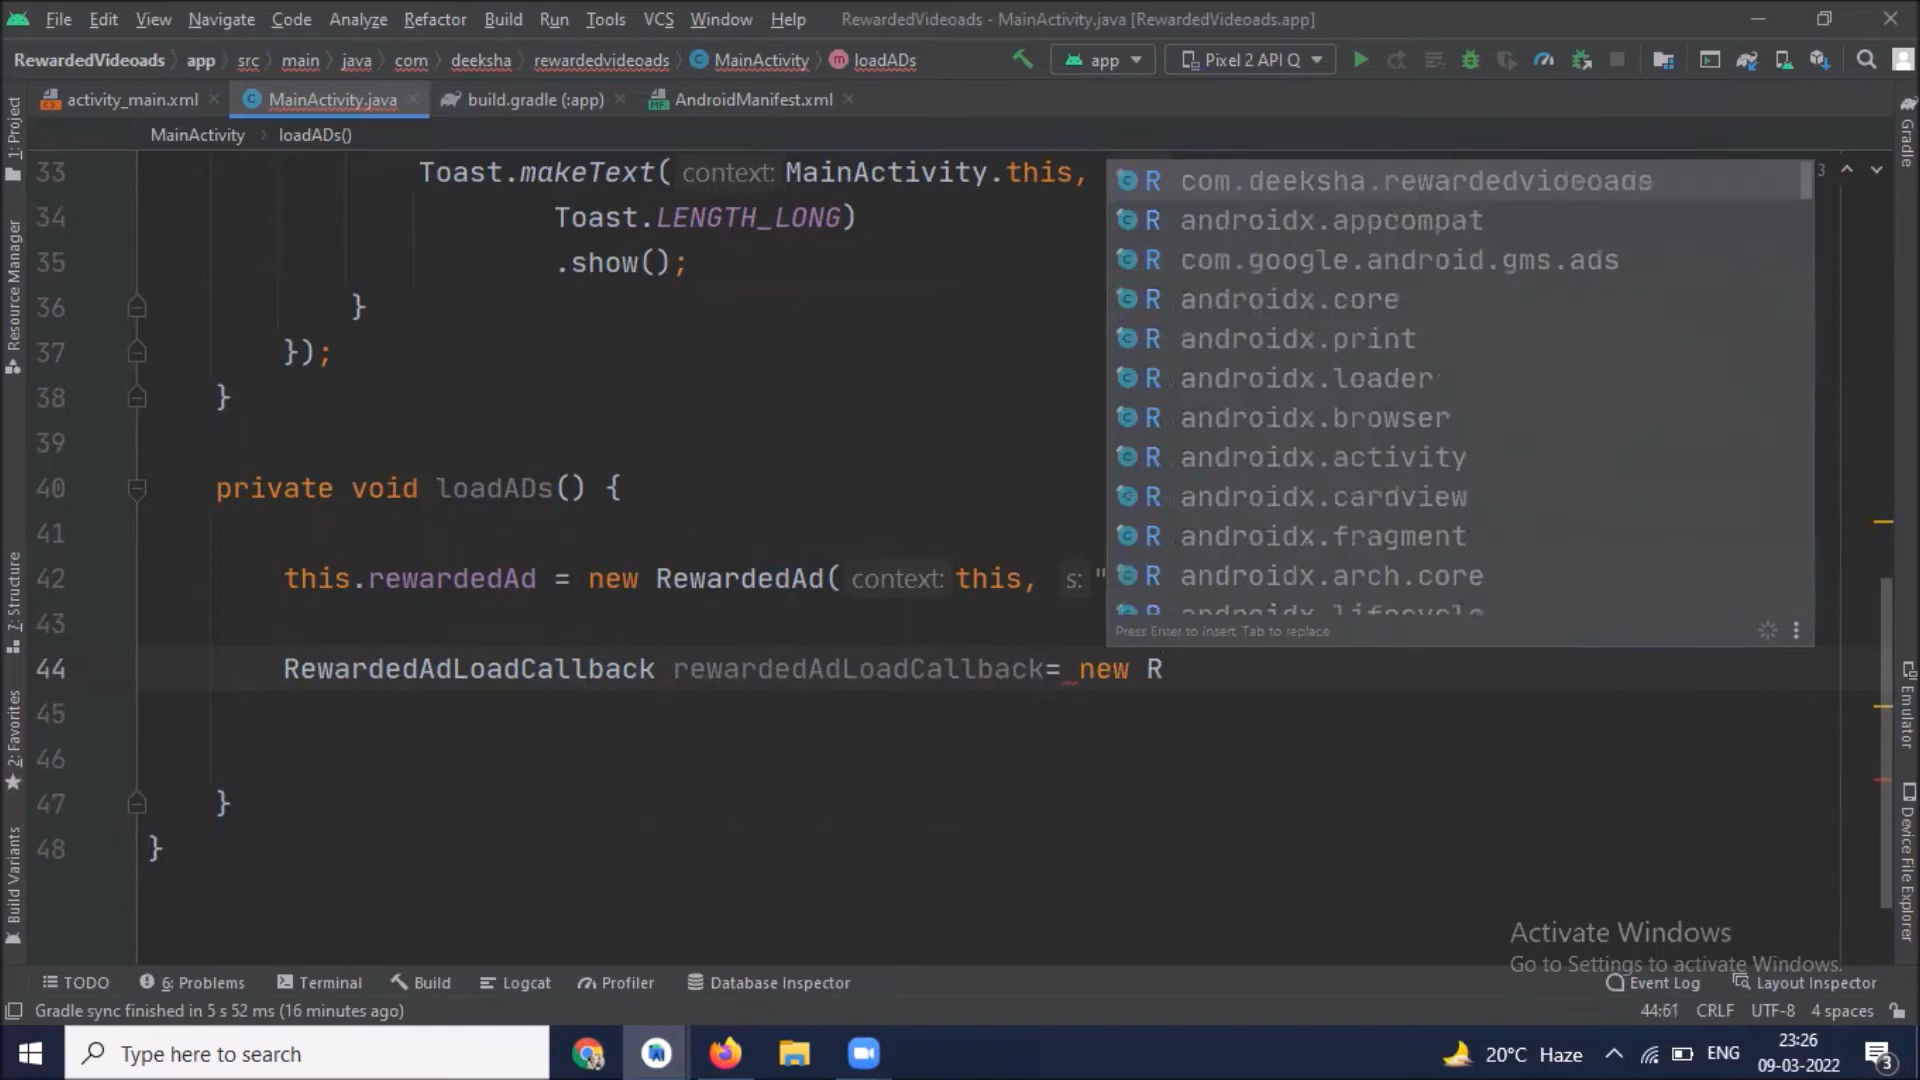 File Edit View Navigate Code Analyze Refactor Build Run Tools VCS Window Help RewardedVideoads - MainActivity.java [RewardedVideoads.app]
RewardedVideoads app src main java com deeksha rewardedvideoads MainActivity loadADs app Pixel 2 API Q
activity_main.xml MainActivity.java build.gradle (:app) AndroidManifest.xml
MainActivity loadADs()
33 Toast.makeText( context: MainActivity.this,
34 Toast.LENGTH_LONG)
35 .show();
36 }
37 });
38 }
39
40 private void loadADs() {
41
42 this.rewardedAd = new RewardedAd( context: this, s: "
43
44 RewardedAdLoadCallback rewardedAdLoadCallback= new R
45
46
47 }
48 }
3
R com.deeksha.rewardedvideoads
R androidx.appcompat
R com.google.android.gms.ads
R androidx.core
R androidx.print
R androidx.loader
R androidx.browser
R androidx.activity
R androidx.cardview
R androidx.fragment
R androidx.arch.core
R androidx.lifecycle
Press Enter to insert, Tab to replace
1: Project
Resource Manager
7: Structure
2: Favorites
Build Variants
Gradle
Emulator
Device File Explorer
Activate Windows
Go to Settings to activate Windows.
TODO 6: Problems Terminal Build Logcat Profiler Database Inspector Event Log Layout Inspector
Gradle sync finished in 5 s 52 ms (16 minutes ago) 44:61 CRLF UTF-8 4 spaces
Type here to search 20°C Haze ENG 23:26
09-03-2022 3